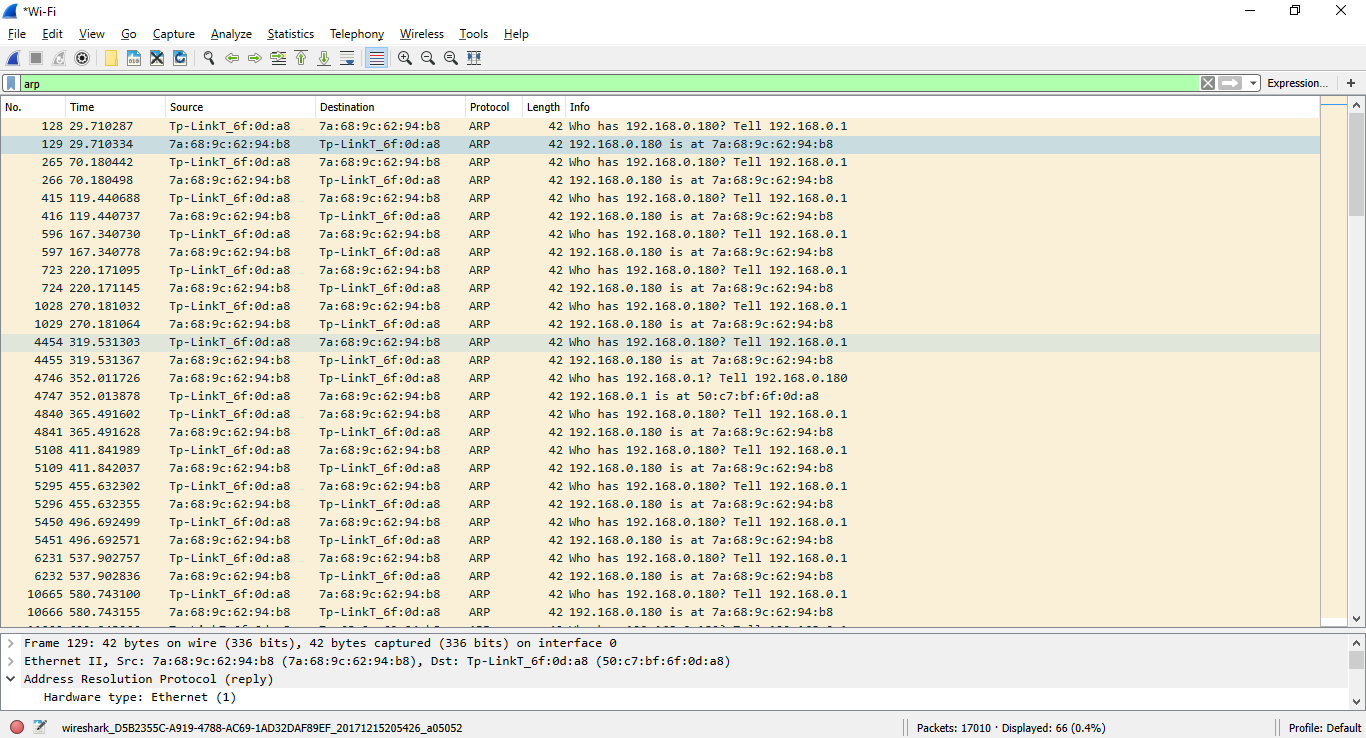 *Wi-Fi
File Edit View Go Capture Analyze Statistics Telephony Wireless Tools Help
arp Expression... +
No. Time Source Destination Protocol Length Info
128 29.710287 Tp-LinkT_6f:0d:a8 7a:68:9c:62:94:b8 ARP 42 Who has 192.168.0.180? Tell 192.168.0.1
129 29.710334 7a:68:9c:62:94:b8 Tp-LinkT_6f:0d:a8 ARP 42 192.168.0.180 is at 7a:68:9c:62:94:b8
265 70.180442 Tp-LinkT_6f:0d:a8 7a:68:9c:62:94:b8 ARP 42 Who has 192.168.0.180? Tell 192.168.0.1
266 70.180498 7a:68:9c:62:94:b8 Tp-LinkT_6f:0d:a8 ARP 42 192.168.0.180 is at 7a:68:9c:62:94:b8
415 119.440688 Tp-LinkT_6f:0d:a8 7a:68:9c:62:94:b8 ARP 42 Who has 192.168.0.180? Tell 192.168.0.1
416 119.440737 7a:68:9c:62:94:b8 Tp-LinkT_6f:0d:a8 ARP 42 192.168.0.180 is at 7a:68:9c:62:94:b8
596 167.340730 Tp-LinkT_6f:0d:a8 7a:68:9c:62:94:b8 ARP 42 Who has 192.168.0.180? Tell 192.168.0.1
597 167.340778 7a:68:9c:62:94:b8 Tp-LinkT_6f:0d:a8 ARP 42 192.168.0.180 is at 7a:68:9c:62:94:b8
723 220.171095 Tp-LinkT_6f:0d:a8 7a:68:9c:62:94:b8 ARP 42 Who has 192.168.0.180? Tell 192.168.0.1
724 220.171145 7a:68:9c:62:94:b8 Tp-LinkT_6f:0d:a8 ARP 42 192.168.0.180 is at 7a:68:9c:62:94:b8
1028 270.181032 Tp-LinkT_6f:0d:a8 7a:68:9c:62:94:b8 ARP 42 Who has 192.168.0.180? Tell 192.168.0.1
1029 270.181064 7a:68:9c:62:94:b8 Tp-LinkT_6f:0d:a8 ARP 42 192.168.0.180 is at 7a:68:9c:62:94:b8
4454 319.531303 Tp-LinkT_6f:0d:a8 7a:68:9c:62:94:b8 ARP 42 Who has 192.168.0.180? Tell 192.168.0.1
4455 319.531367 7a:68:9c:62:94:b8 Tp-LinkT_6f:0d:a8 ARP 42 192.168.0.180 is at 7a:68:9c:62:94:b8
4746 352.011726 7a:68:9c:62:94:b8 Tp-LinkT_6f:0d:a8 ARP 42 Who has 192.168.0.1? Tell 192.168.0.180
4747 352.013878 Tp-LinkT_6f:0d:a8 7a:68:9c:62:94:b8 ARP 42 192.168.0.1 is at 50:c7:bf:6f:0d:a8
4840 365.491602 Tp-LinkT_6f:0d:a8 7a:68:9c:62:94:b8 ARP 42 Who has 192.168.0.180? Tell 192.168.0.1
4841 365.491628 7a:68:9c:62:94:b8 Tp-LinkT_6f:0d:a8 ARP 42 192.168.0.180 is at 7a:68:9c:62:94:b8
5108 411.841989 Tp-LinkT_6f:0d:a8 7a:68:9c:62:94:b8 ARP 42 Who has 192.168.0.180? Tell 192.168.0.1
5109 411.842037 7a:68:9c:62:94:b8 Tp-LinkT_6f:0d:a8 ARP 42 192.168.0.180 is at 7a:68:9c:62:94:b8
5295 455.632302 Tp-LinkT_6f:0d:a8 7a:68:9c:62:94:b8 ARP 42 Who has 192.168.0.180? Tell 192.168.0.1
5296 455.632355 7a:68:9c:62:94:b8 Tp-LinkT_6f:0d:a8 ARP 42 192.168.0.180 is at 7a:68:9c:62:94:b8
5450 496.692499 Tp-LinkT_6f:0d:a8 7a:68:9c:62:94:b8 ARP 42 Who has 192.168.0.180? Tell 192.168.0.1
5451 496.692571 7a:68:9c:62:94:b8 Tp-LinkT_6f:0d:a8 ARP 42 192.168.0.180 is at 7a:68:9c:62:94:b8
6231 537.902757 Tp-LinkT_6f:0d:a8 7a:68:9c:62:94:b8 ARP 42 Who has 192.168.0.180? Tell 192.168.0.1
6232 537.902836 7a:68:9c:62:94:b8 Tp-LinkT_6f:0d:a8 ARP 42 192.168.0.180 is at 7a:68:9c:62:94:b8
10665 580.743100 Tp-LinkT_6f:0d:a8 7a:68:9c:62:94:b8 ARP 42 Who has 192.168.0.180? Tell 192.168.0.1
10666 580.743155 7a:68:9c:62:94:b8 Tp-LinkT_6f:0d:a8 ARP 42 192.168.0.180 is at 7a:68:9c:62:94:b8
Frame 129: 42 bytes on wire (336 bits), 42 bytes captured (336 bits) on interface 0
Ethernet II, Src: 7a:68:9c:62:94:b8 (7a:68:9c:62:94:b8), Dst: Tp-LinkT_6f:0d:a8 (50:c7:bf:6f:0d:a8)
Address Resolution Protocol (reply)
Hardware type: Ethernet (1)
wireshark_D5B2355C-A919-4788-AC69-1AD32DAF89EF_20171215205426_a05052 Packets: 17010 · Displayed: 66 (0.4%) Profile: Default